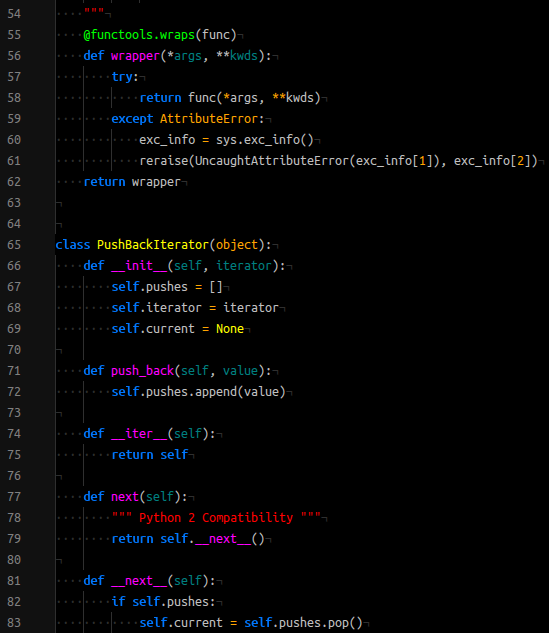 54     """
55     @functools.wraps(func)
56     def wrapper(*args, **kwds):
57         try:
58             return func(*args, **kwds)
59         except AttributeError:
60             exc_info = sys.exc_info()
61             reraise(UncaughtAttributeError(exc_info[1]), exc_info[2])
62     return wrapper
63
64
65 class PushBackIterator(object):
66     def __init__(self, iterator):
67         self.pushes = []
68         self.iterator = iterator
69         self.current = None
70
71     def push_back(self, value):
72         self.pushes.append(value)
73
74     def __iter__(self):
75         return self
76
77     def next(self):
78         """ Python 2 Compatibility """
79         return self.__next__()
80
81     def __next__(self):
82         if self.pushes:
83             self.current = self.pushes.pop()